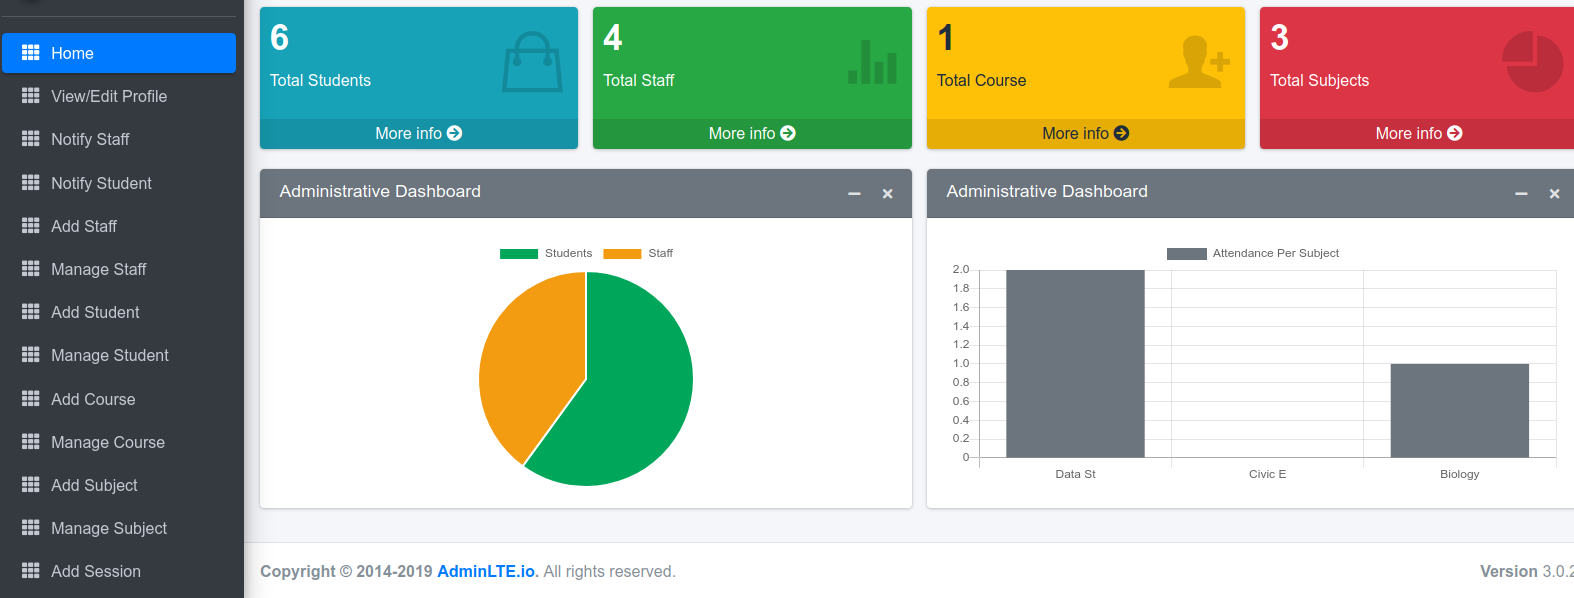 Home
View/Edit Profile
Notify Staff
Notify Student
Add Staff
Manage Staff
Add Student
Manage Student
Add Course
Manage Course
Add Subject
Manage Subject
Add Session
6
Total Students
More info
4
Total Staff
More info
1
Total Course
More info
3
Total Subjects
More info
Administrative Dashboard
Students Staff
Administrative Dashboard
Attendance Per Subject
2.0
1.8
1.6
1.4
1.2
1.0
0.8
0.6
0.4
0.2
0
Data St Civic E Biology
Copyright © 2014-2019 AdminLTE.io. All rights reserved.
Version 3.0.2